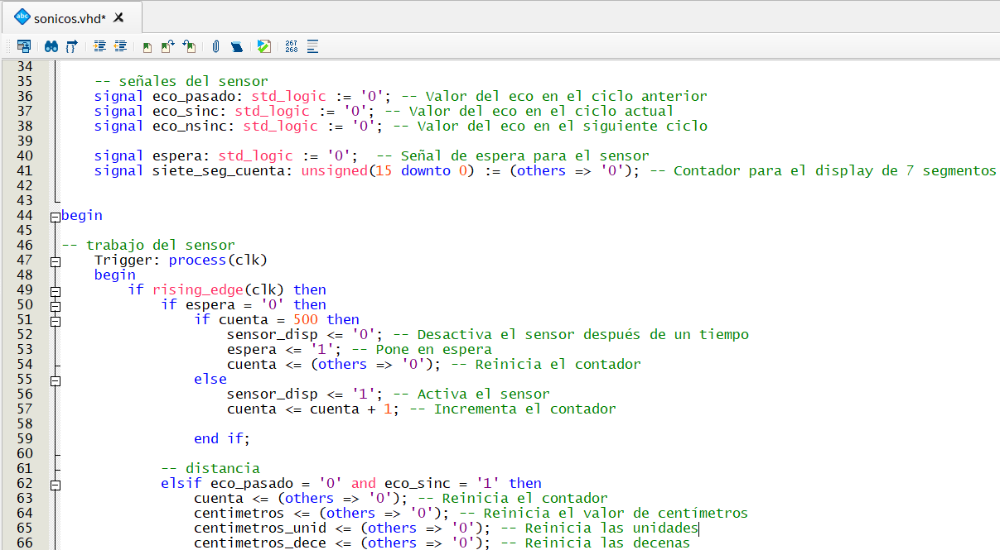 abc sonicos.vhd*
267
268
34
35 -- señales del sensor
36 signal eco_pasado: std_logic := '0'; -- Valor del eco en el ciclo anterior
37 signal eco_sinc: std_logic := '0'; -- Valor del eco en el ciclo actual
38 signal eco_nsinc: std_logic := '0'; -- Valor del eco en el siguiente ciclo
39
40 signal espera: std_logic := '0';  -- Señal de espera para el sensor
41 signal siete_seg_cuenta: unsigned(15 downto 0) := (others => '0'); -- Contador para el display de 7 segmentos
42
43
44 begin
45
46 -- trabajo del sensor
47 Trigger: process(clk)
48 begin
49 if rising_edge(clk) then
50 if espera = '0' then
51 if cuenta = 500 then
52 sensor_disp <= '0'; -- Desactiva el sensor después de un tiempo
53 espera <= '1'; -- Pone en espera
54 cuenta <= (others => '0'); -- Reinicia el contador
55 else
56 sensor_disp <= '1'; -- Activa el sensor
57 cuenta <= cuenta + 1; -- Incrementa el contador
58
59 end if;
60
61 -- distancia
62 elsif eco_pasado = '0' and eco_sinc = '1' then
63 cuenta <= (others => '0'); -- Reinicia el contador
64 centimetros <= (others => '0'); -- Reinicia el valor de centímetros
65 centimetros_unid <= (others => '0'); -- Reinicia las unidades
66 centimetros_dece <= (others => '0'); -- Reinicia las decenas